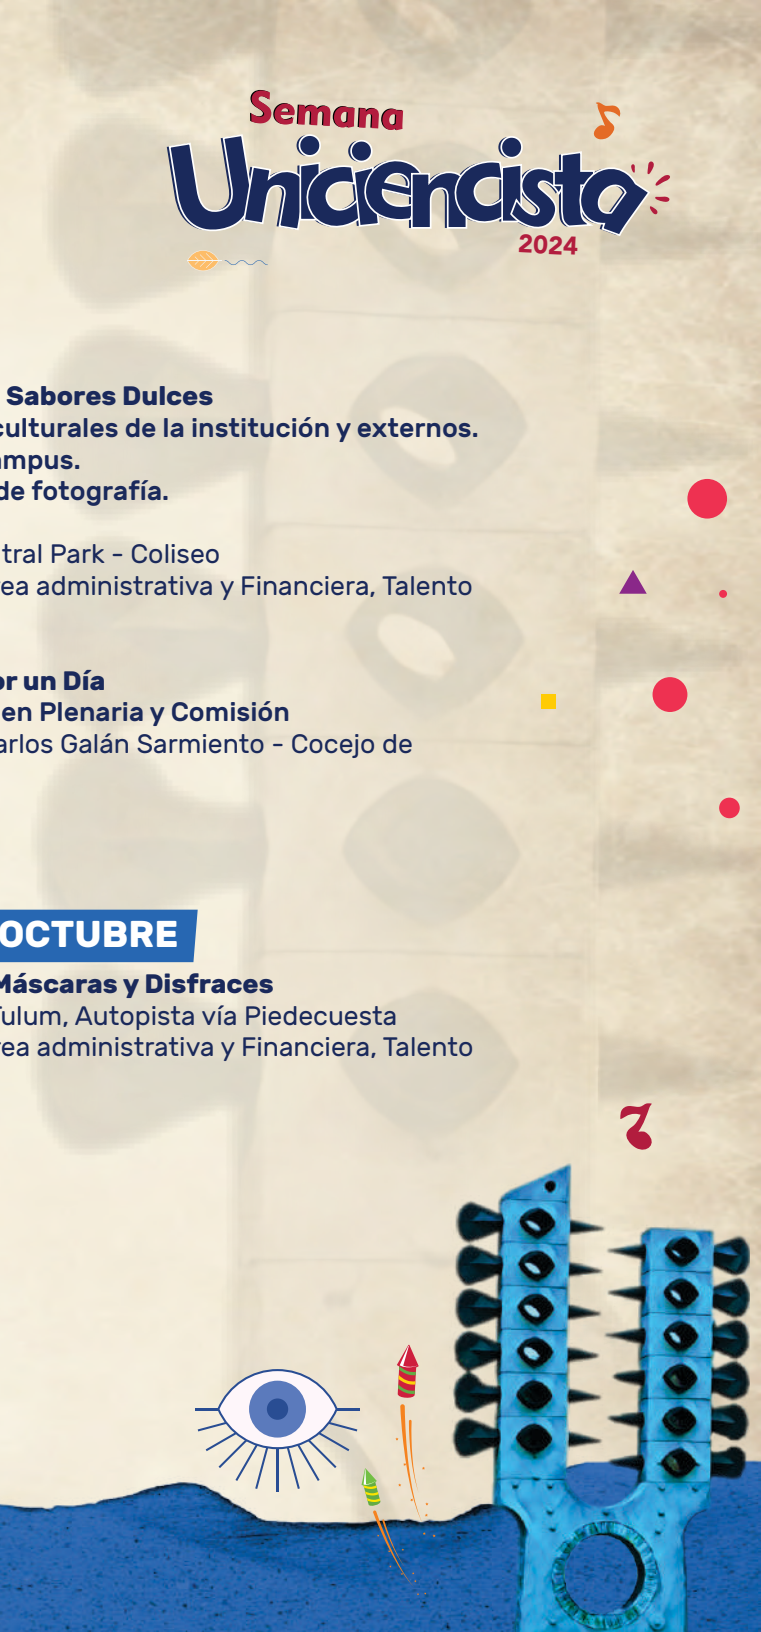 Semana
Uniciencista
2024
Sabores Dulces
culturales de la institución y externos.
mpus.
de fotografía.
tral Park - Coliseo
rea administrativa y Financiera, Talento
or un Día
en Plenaria y Comisión
arlos Galán Sarmiento - Cocejo de
OCTUBRE
Máscaras y Disfraces
Tulum, Autopista vía Piedecuesta
rea administrativa y Financiera, Talento